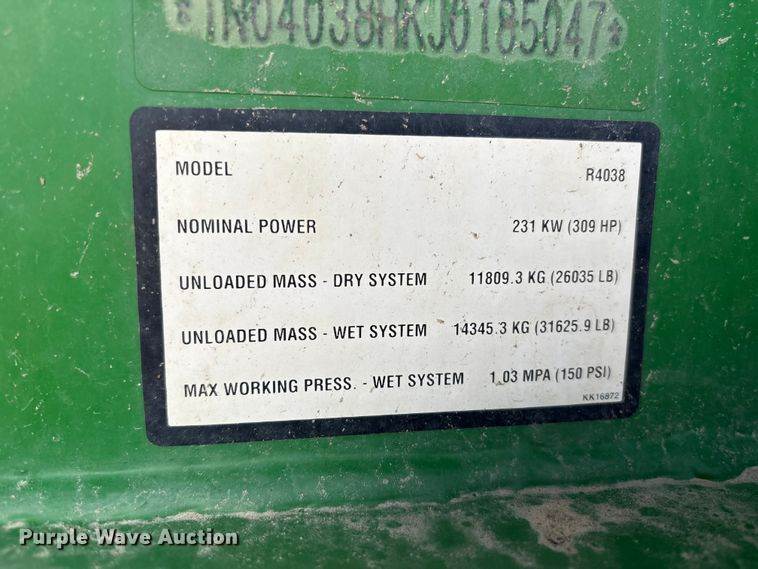 *1N04038HKJ0185047*
MODEL R4038
NOMINAL POWER 231 KW (309 HP)
UNLOADED MASS - DRY SYSTEM 11809.3 KG (26035 LB)
UNLOADED MASS - WET SYSTEM 14345.3 KG (31625.9 LB)
MAX WORKING PRESS. - WET SYSTEM 1.03 MPA (150 PSI)
KK16872
Purple Wave Auction